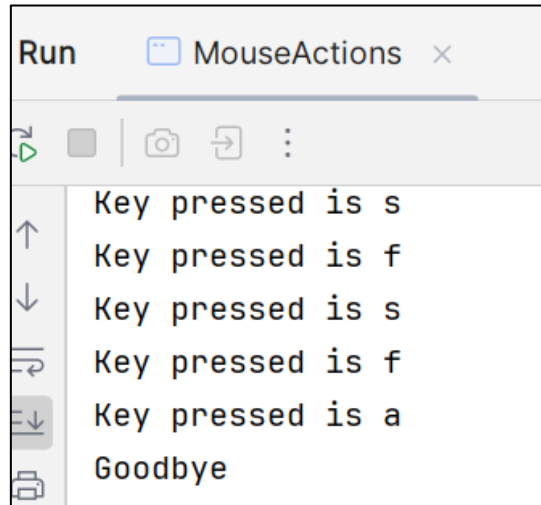 Run MouseActions
Key pressed is s
Key pressed is f
Key pressed is s
Key pressed is f
Key pressed is a
Goodbye